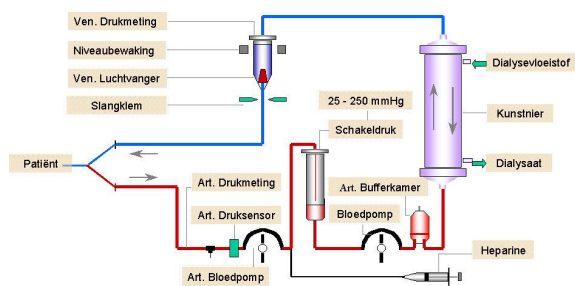 Ven. Drukmeting
Niveaubewaking
Ven. Luchtvanger
Slangklem
Patiënt
25 - 250 mmHg
Schakeldruk
Dialysevloeistof
Kunstnier
Dialysaat
Art. Drukmeting
Art. Bufferkamer
Art. Druksensor
Bloedpomp
Art. Bloedpomp
Heparine